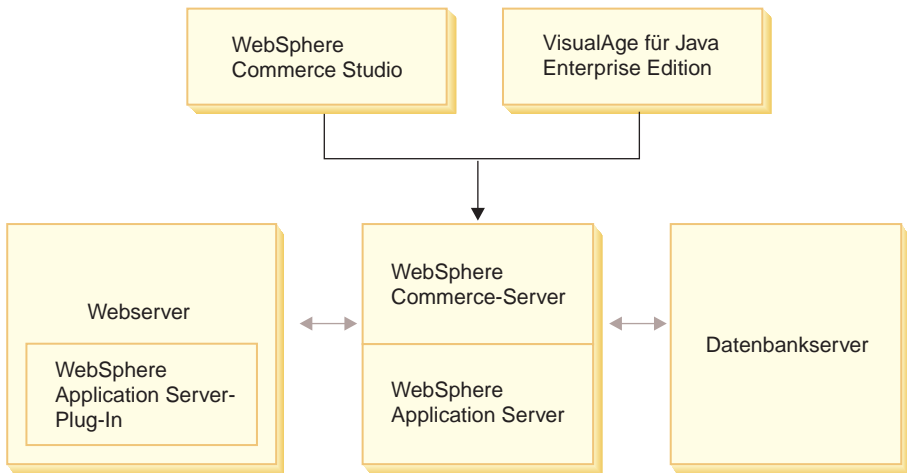 WebSphere
Commerce Studio
VisualAge für Java
Enterprise Edition
Webserver
WebSphere
Application Server-
Plug-In
WebSphere
Commerce-Server
WebSphere
Application Server
Datenbankserver